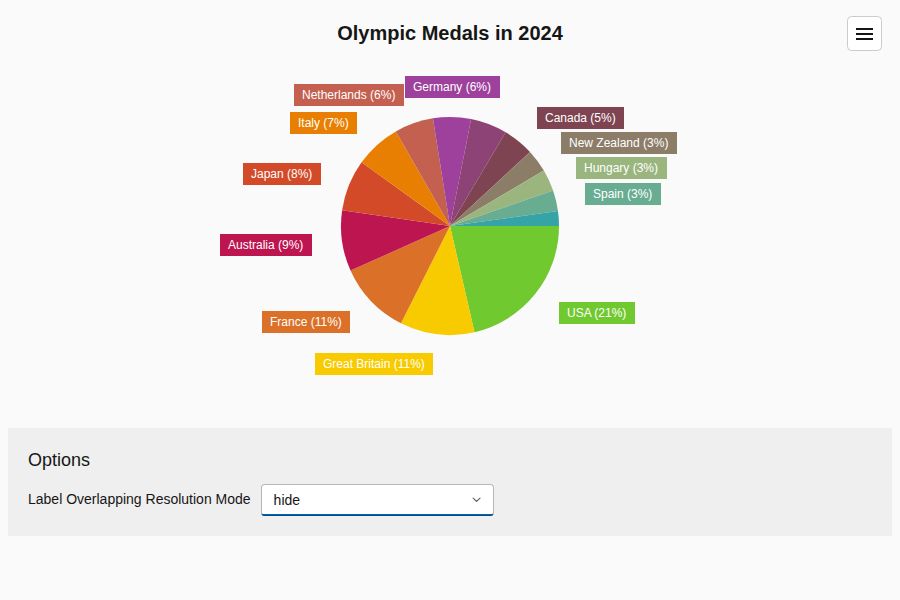 Olympic Medals in 2024
Germany (6%)
Netherlands (6%)
Canada (5%)
Italy (7%)
New Zealand (3%)
Hungary (3%)
Japan (8%)
Spain (3%)
Australia (9%)
USA (21%)
France (11%)
Great Britain (11%)
Options
Label Overlapping Resolution Mode
hide